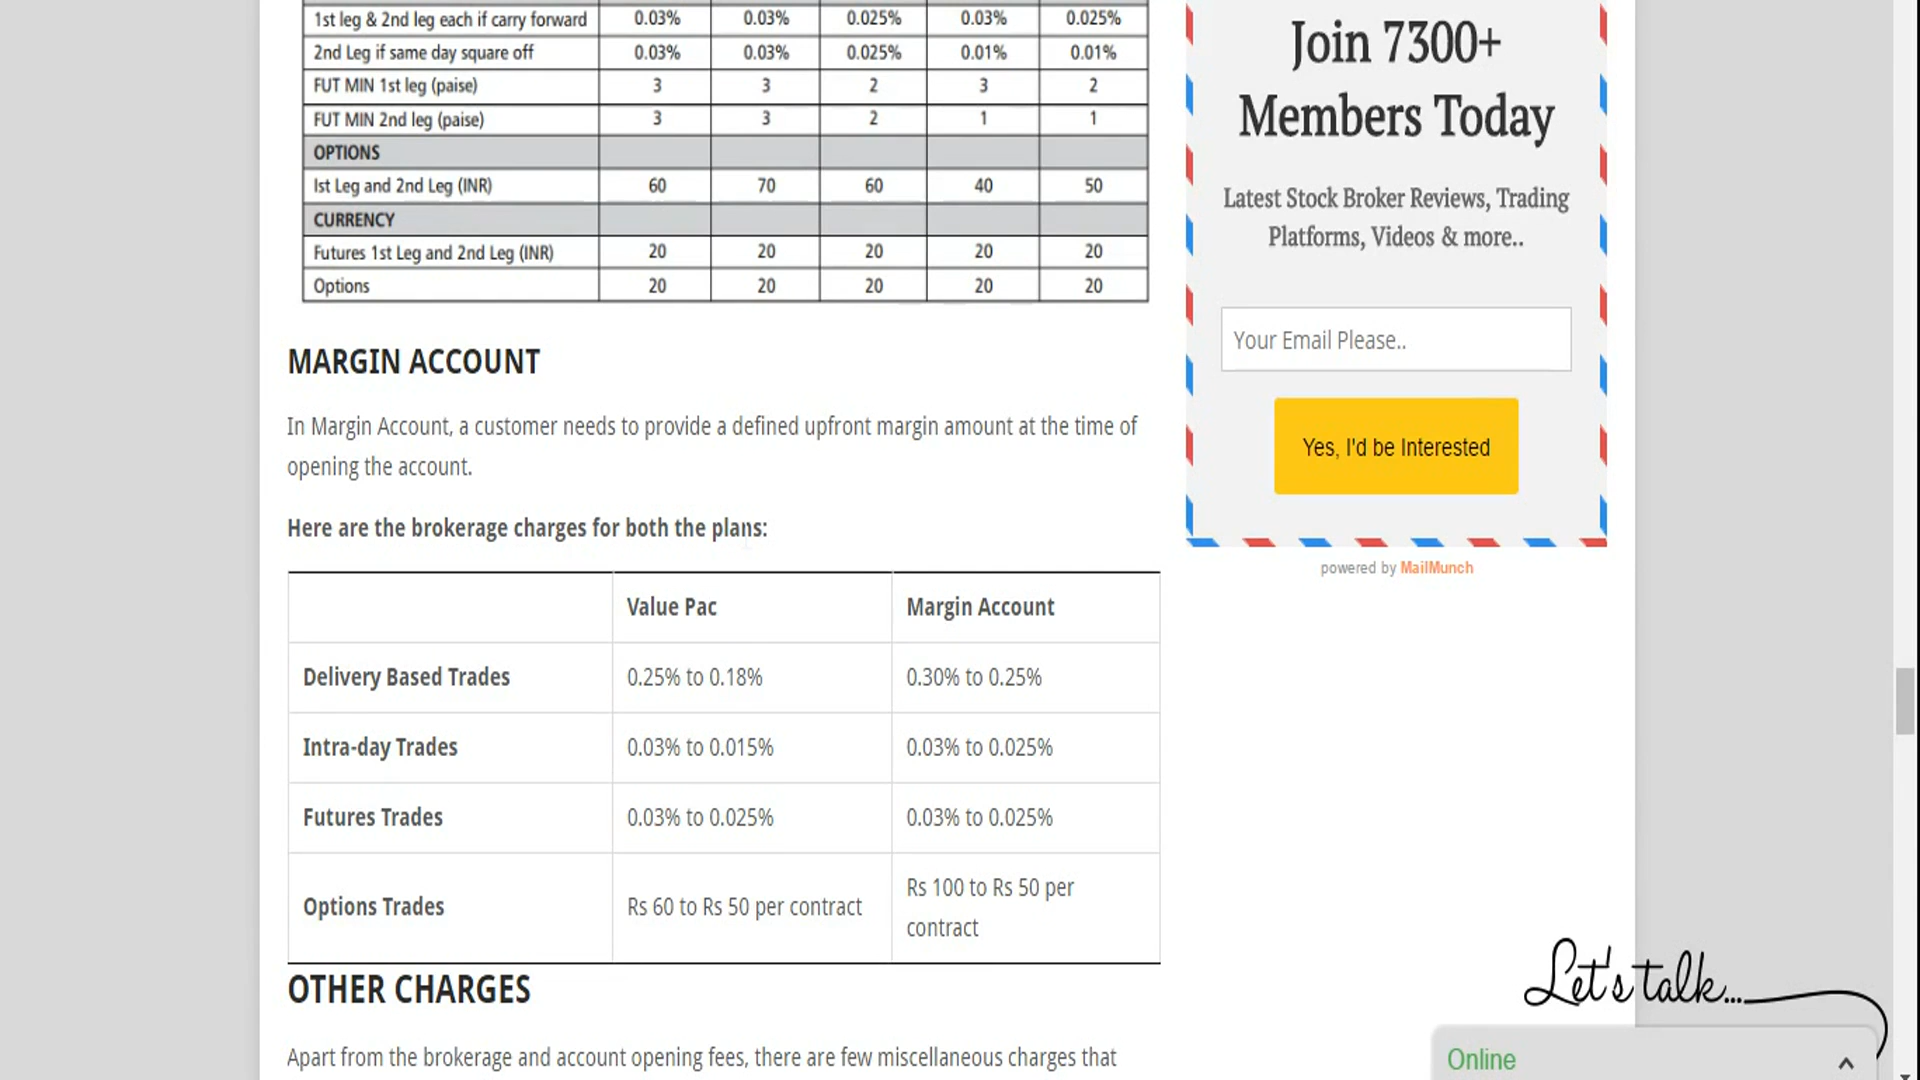 1st leg & 2nd leg each if carry forward 0.03% 0.03% 0.025% 0.03% 0.025%
2nd Leg if same day square off 0.03% 0.03% 0.025% 0.01% 0.01%
FUT MIN 1st leg (paise) 3 3 2 3 2
FUT MIN 2nd leg (paise) 3 3 2 1 1
OPTIONS
Ist Leg and 2nd Leg (INR) 60 70 60 40 50
CURRENCY
Futures 1st Leg and 2nd Leg (INR) 20 20 20 20 20
Options 20 20 20 20 20
MARGIN ACCOUNT
In Margin Account, a customer needs to provide a defined upfront margin amount at the time of
opening the account.
Here are the brokerage charges for both the plans:
Value Pac Margin Account
Delivery Based Trades 0.25% to 0.18% 0.30% to 0.25%
Intra-day Trades 0.03% to 0.015% 0.03% to 0.025%
Futures Trades 0.03% to 0.025% 0.03% to 0.025%
Options Trades Rs 60 to Rs 50 per contract Rs 100 to Rs 50 per
contract
OTHER CHARGES
Apart from the brokerage and account opening fees, there are few miscellaneous charges that
Join 7300+
Members Today
Latest Stock Broker Reviews, Trading
Platforms, Videos & more..
Your Email Please..
Yes, I'd be Interested
powered by MailMunch
Let's talk...
Online